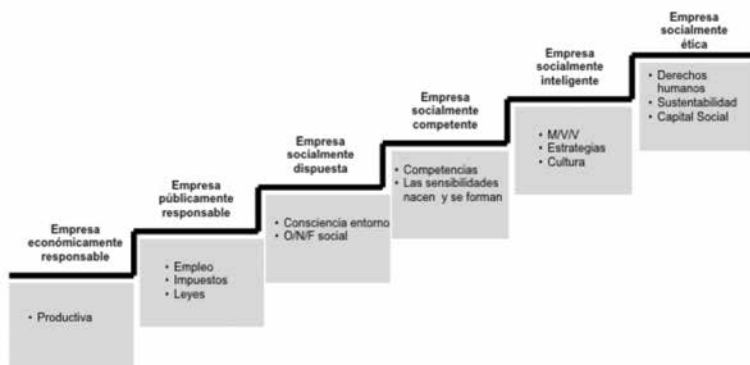 Empresa
económicamente
responsable
• Productiva
Empresa
públicamente
responsable
• Empleo
• Impuestos
• Leyes
Empresa
socialmente
dispuesta
• Consciencia entorno
• O/N/F social
Empresa
socialmente
competente
• Competencias
• Las sensibilidades
nacen y se forman
Empresa
socialmente
inteligente
• M/V/V
• Estrategias
• Cultura
Empresa
socialmente
ética
• Derechos
humanos
• Sustentabilidad
• Capital Social